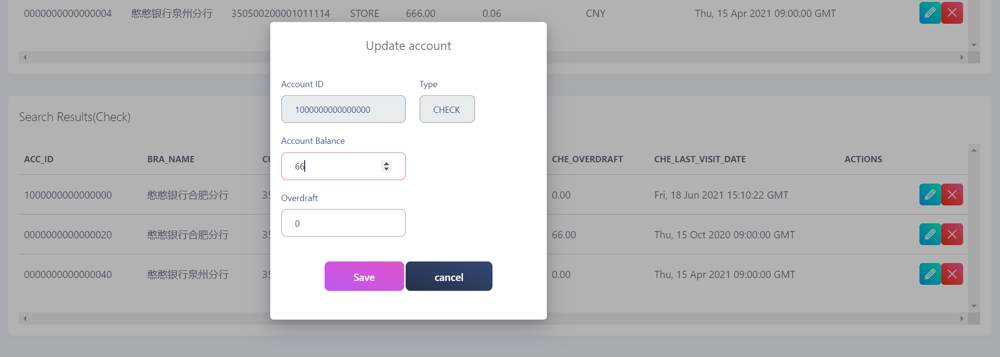 0000000000000004 憨憨银行泉州分行 350500200001011114 STORE 666.00 0.06 CNY Thu, 15 Apr 2021 09:00:00 GMT
Update account
Account ID Type
1000000000000000 CHECK
Account Balance
66
Overdraft
0
Save cancel
Search Results(Check)
ACC_ID BRA_NAME CU CHE_OVERDRAFT CHE_LAST_VISIT_DATE ACTIONS
1000000000000000 憨憨银行合肥分行 35 0.00 Fri, 18 Jun 2021 15:10:22 GMT
0000000000000020 憨憨银行合肥分行 35 66.00 Thu, 15 Oct 2020 09:00:00 GMT
0000000000000040 憨憨银行泉州分行 35 0.00 Thu, 15 Apr 2021 09:00:00 GMT